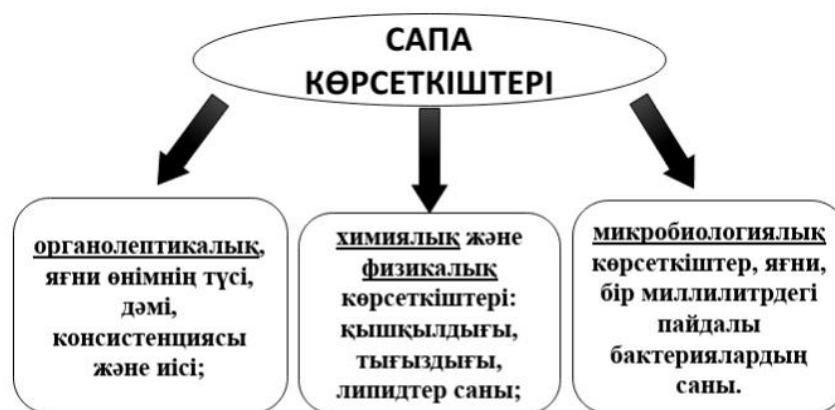 САПА
КӨРСЕТКІШТЕРІ
органолептикалық,
яғни өнімнің түсі,
дәмі,
консистенциясы
және иісі;
химиялық және
физикалық
көрсеткіштері:
қышқылдығы,
тығыздығы,
липидтер саны;
микробиологиялық
көрсеткіштер, яғни,
бір миллилитрдегі
пайдалы
бактериялардың
саны.